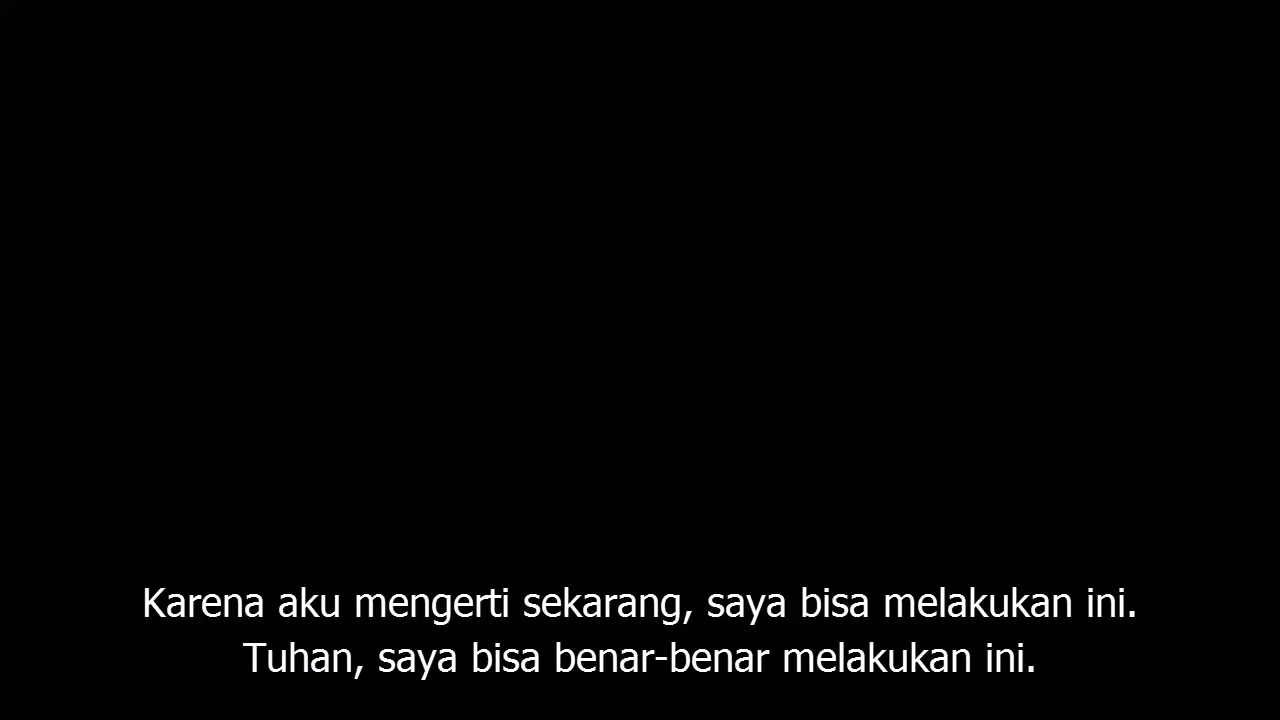 Karena aku mengerti sekarang, saya bisa melakukan ini.
Tuhan, saya bisa benar-benar melakukan ini.